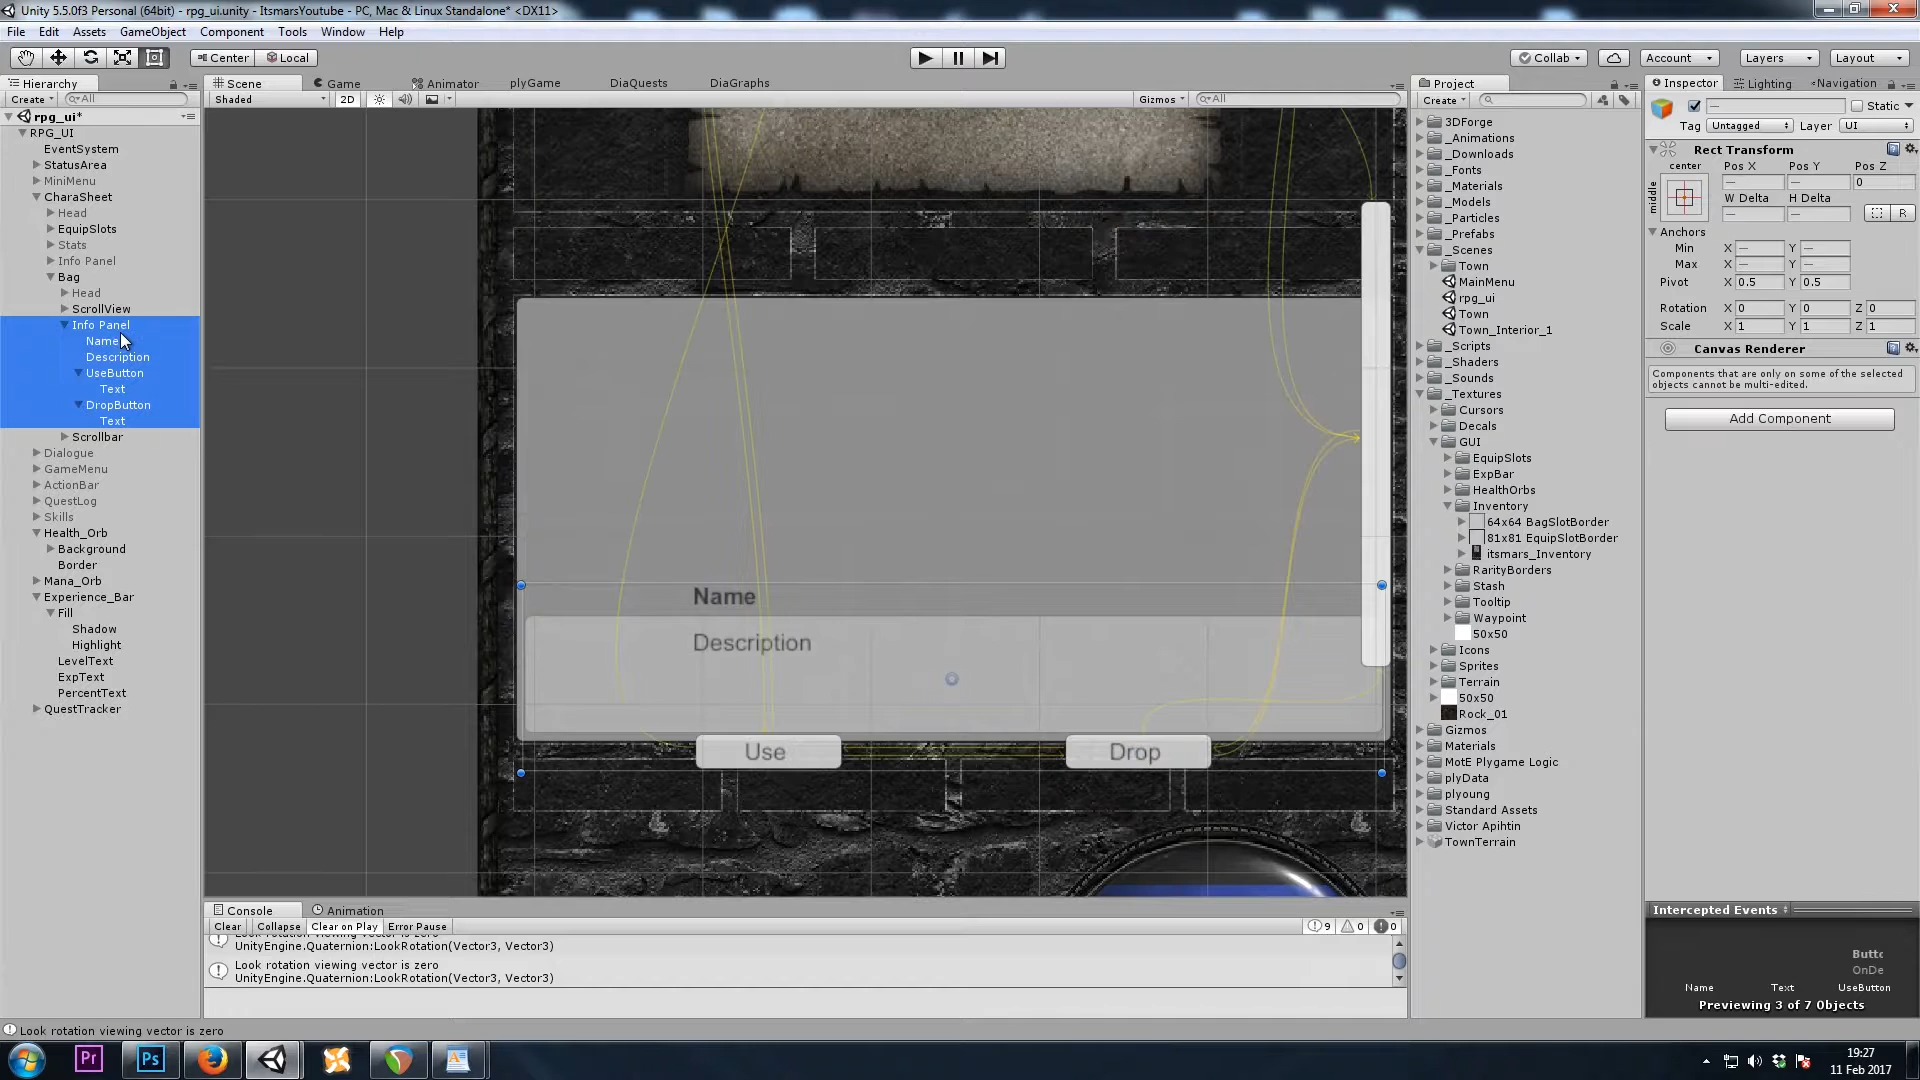 Unity 5.5.0f3 Personal (64bit) - rpg_ui.unity - ItsmarsYoutube - PC, Mac & Linux Standalone* <DX11>
File Edit Assets GameObject Component Tools Window Help
Center Local Collab Account Layers Layout
Hierarchy
Create All
rpg_ui*
RPG_UI
EventSystem
StatusArea
MiniMenu
CharaSheet
Head
EquipSlots
Stats
Info Panel
Bag
Head
ScrollView
Info Panel
Name
Description
UseButton
Text
DropButton
Text
Scrollbar
Dialogue
GameMenu
ActionBar
QuestLog
Skills
Health_Orb
Background
Border
Mana_Orb
Experience_Bar
Fill
Shadow
Highlight
LevelText
ExpText
PercentText
QuestTracker
Scene Game Animator plyGame DiaQuests DiaGraphs
Shaded 2D Gizmos All
Name
Description
Use Drop
Console Animation
Clear Collapse Clear on Play Error Pause 9 0 0
UnityEngine.Quaternion:LookRotation(Vector3, Vector3)
Look rotation viewing vector is zero
UnityEngine.Quaternion:LookRotation(Vector3, Vector3)
Project
Create
3DForge
_Animations
_Downloads
_Fonts
_Materials
_Models
_Particles
_Prefabs
_Scenes
Town
MainMenu
rpg_ui
Town
Town_Interior_1
_Scripts
_Shaders
_Sounds
_Textures
Cursors
Decals
GUI
EquipSlots
ExpBar
HealthOrbs
Inventory
64x64 BagSlotBorder
81x81 EquipSlotBorder
itsmars_Inventory
RarityBorders
Stash
Tooltip
Waypoint
50x50
Icons
Sprites
Terrain
50x50
Rock_01
Gizmos
Materials
MotE Plygame Logic
plyData
plyoung
Standard Assets
Victor Apihtin
TownTerrain
Inspector Lighting Navigation
— Static
Tag Untagged Layer UI
Rect Transform
center Pos X Pos Y Pos Z
middle — — 0
W Delta H Delta
— — R
Anchors
Min X — Y —
Max X — Y —
Pivot X 0.5 Y 0.5
Rotation X 0 Y 0 Z 0
Scale X 1 Y 1 Z 1
Canvas Renderer
Components that are only on some of the selected
objects cannot be multi-edited.
Add Component
Intercepted Events
Buttc
OnDe
Name Text UseButton
Previewing 3 of 7 Objects
Look rotation viewing vector is zero
Pr Ps
19:27
11 Feb 2017